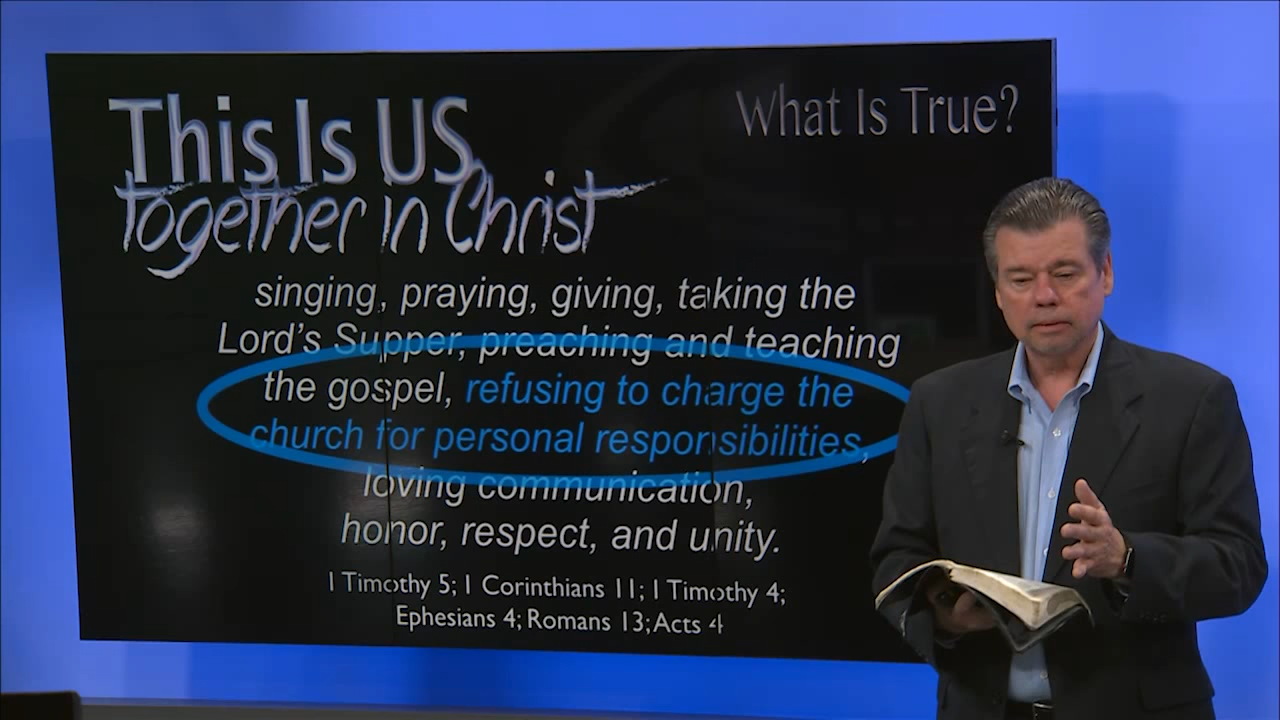 This Is US
together in Christ
What Is True?
singing, praying, giving, taking the
Lord's Supper, preaching and teaching
the gospel, refusing to charge the
church for personal responsibilities,
loving communication,
honor, respect, and unity.
1 Timothy 5; 1 Corinthians 11; 1 Timothy 4;
Ephesians 4; Romans 13; Acts 4